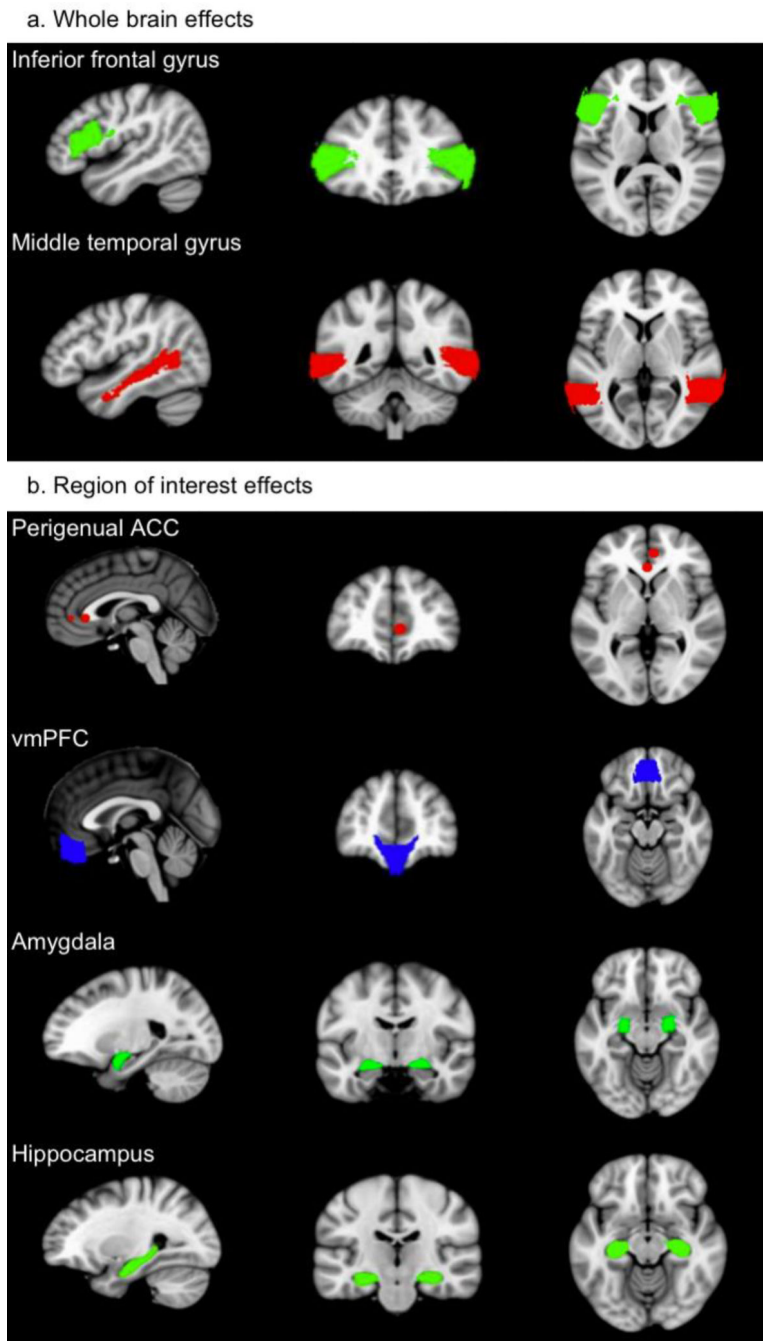 a. Whole brain effects
Inferior frontal gyrus
Middle temporal gyrus
b. Region of interest effects
Perigenual ACC
vmPFC
Amygdala
Hippocampus